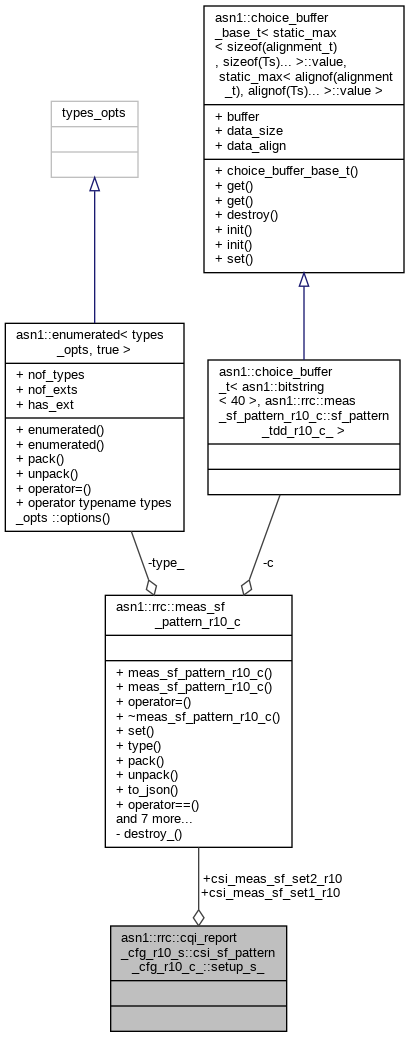 asn1::choice_buffer
_base_t< static_max
< sizeof(alignment_t)
, sizeof(Ts)... >::value,
static_max< alignof(alignment
_t), alignof(Ts)... >::value >
+ buffer
+ data_size
+ data_align
+ choice_buffer_base_t()
+ get()
+ get()
+ destroy()
+ init()
+ init()
+ set()
types_opts
asn1::enumerated< types
_opts, true >
+ nof_types
+ nof_exts
+ has_ext
+ enumerated()
+ enumerated()
+ pack()
+ unpack()
+ operator=()
+ operator typename types
_opts ::options()
asn1::choice_buffer
_t< asn1::bitstring
< 40 >, asn1::rrc::meas
_sf_pattern_r10_c::sf_pattern
_tdd_r10_c_ >
-type_
-c
asn1::rrc::meas_sf
_pattern_r10_c
+ meas_sf_pattern_r10_c()
+ meas_sf_pattern_r10_c()
+ operator=()
+ ~meas_sf_pattern_r10_c()
+ set()
+ type()
+ pack()
+ unpack()
+ to_json()
+ operator==()
and 7 more...
- destroy_()
+csi_meas_sf_set2_r10
+csi_meas_sf_set1_r10
asn1::rrc::cqi_report
_cfg_r10_s::csi_sf_pattern
_cfg_r10_c_::setup_s_